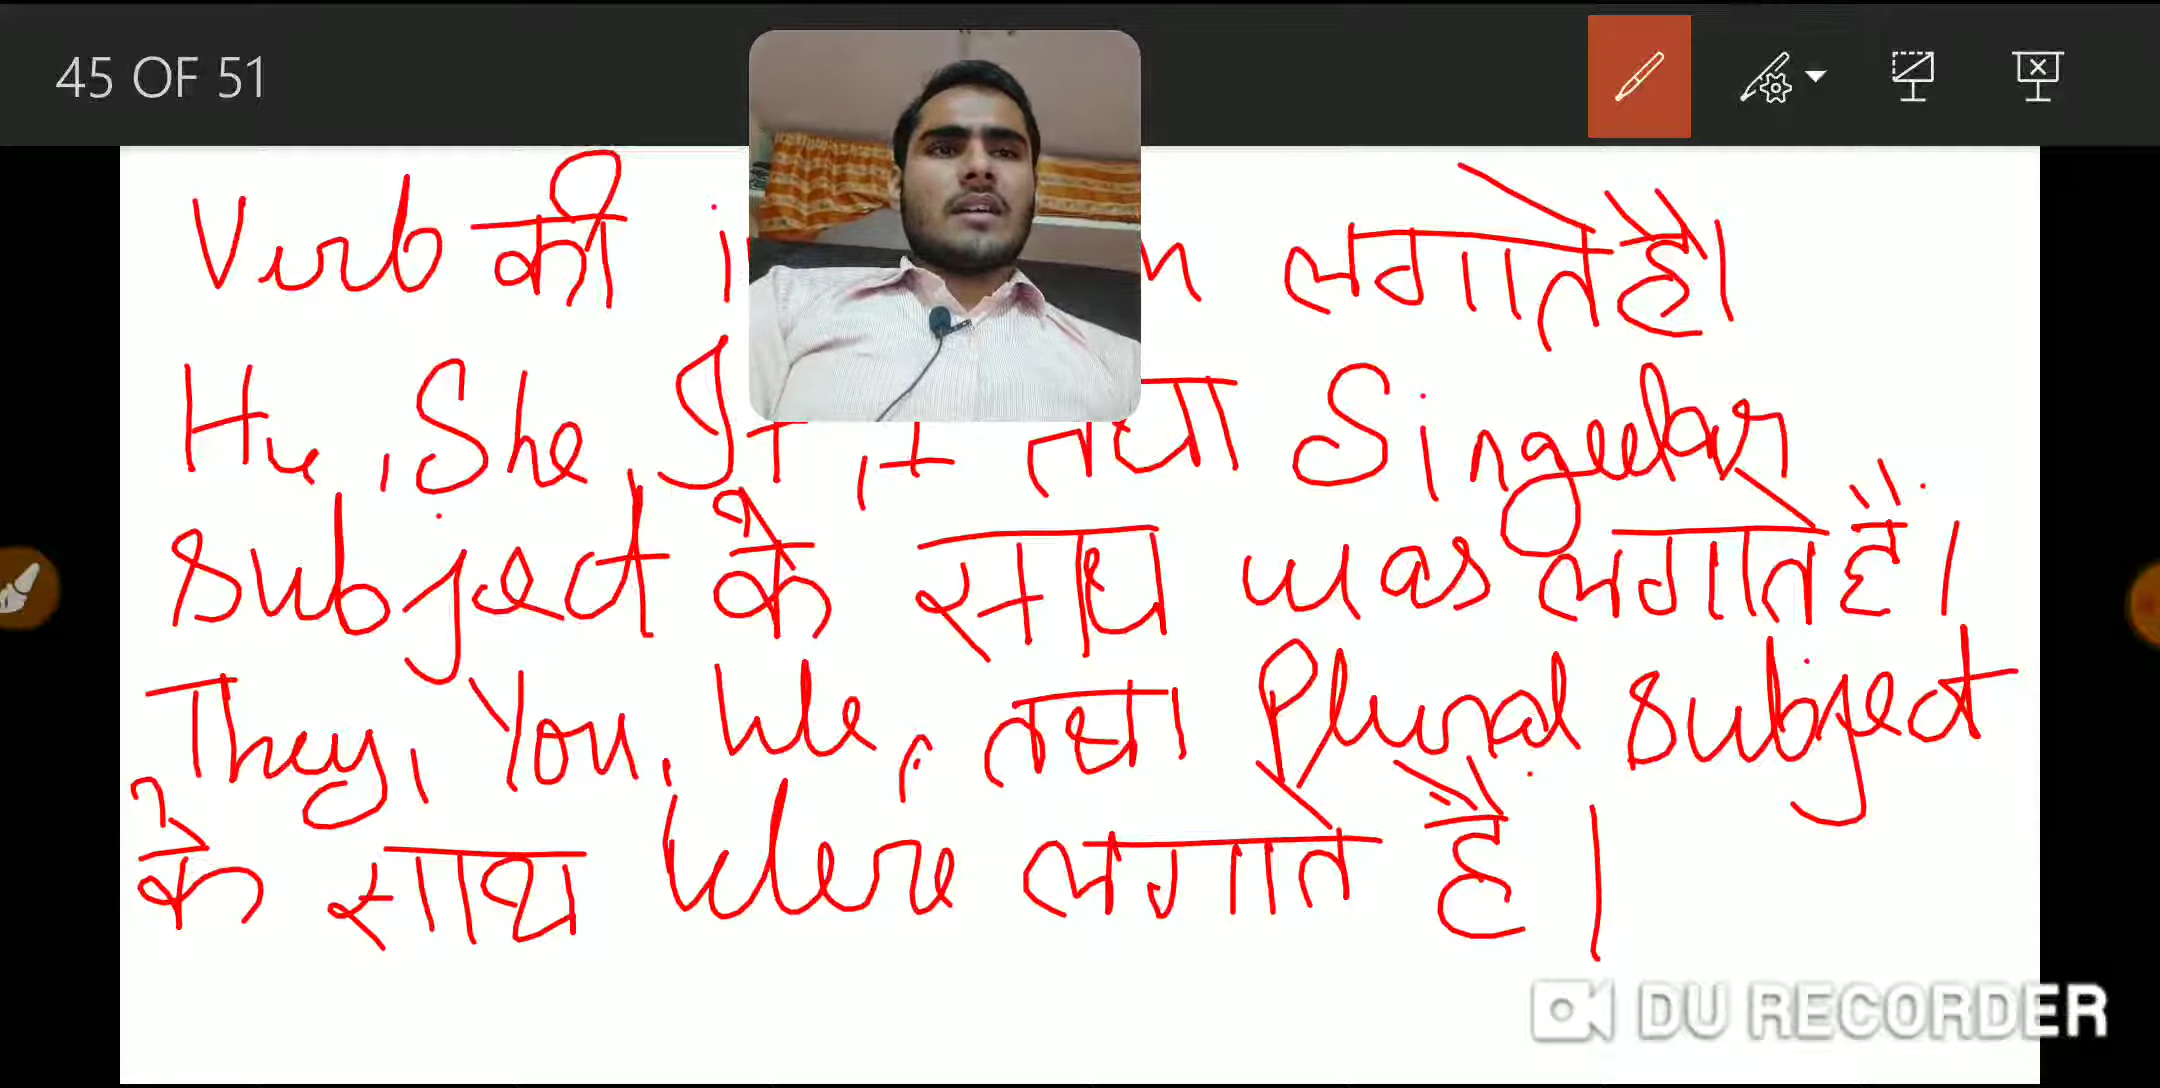 45 OF 51
Verb की लगाते है।
He, She, It, I तथा Singular
subject के साथ was लगाते हैं।
They, You, We, तथा Plural subject
के साथ Were लगाते हैं।
DU RECORDER